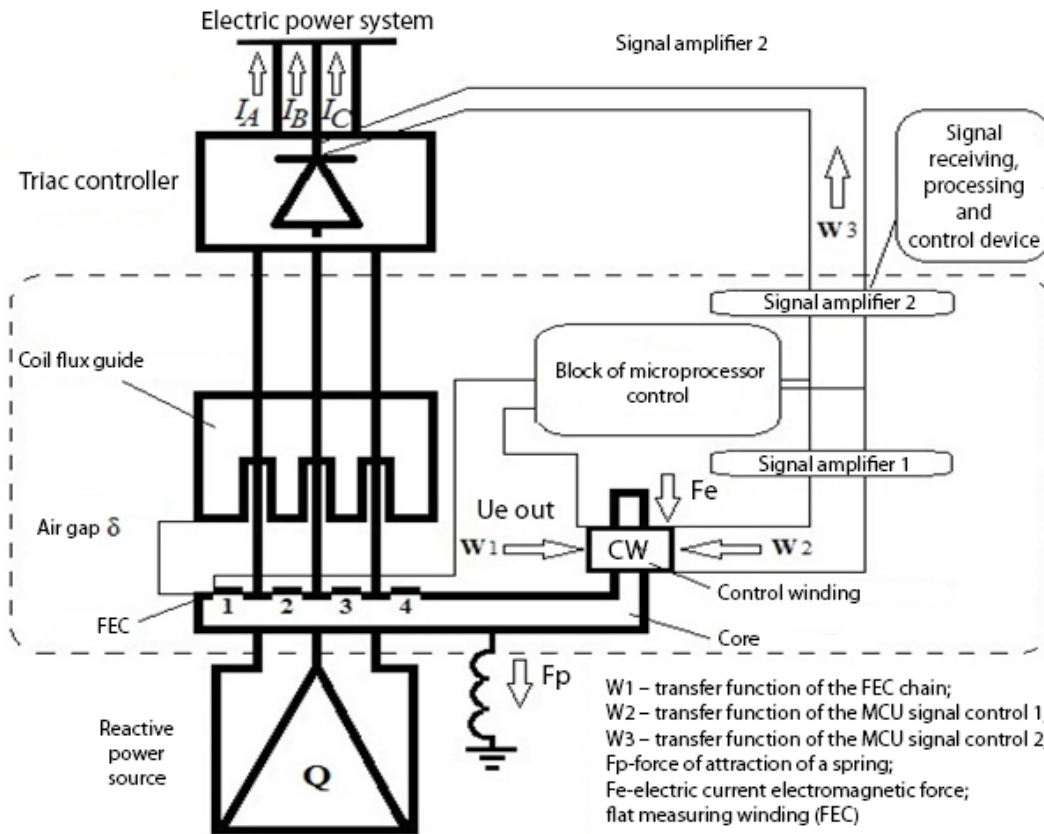 Electric power system
Signal amplifier 2
I_A I_B I_C
Triac controller
Signal
receiving,
processing
and
control device
W 3
Signal amplifier 2
Coil flux guide
Block of microprocessor
control
Signal amplifier 1
Fe
Ue out
Air gap δ
W1
CW
W 2
Control winding
1 2 3 4
FEC
Core
Fp
Reactive
power
source
Q
W1 – transfer function of the FEC chain;
W2 – transfer function of the MCU signal control 1,
W3 – transfer function of the MCU signal control 2,
Fp-force of attraction of a spring;
Fe-electric current electromagnetic force;
flat measuring winding (FEC)